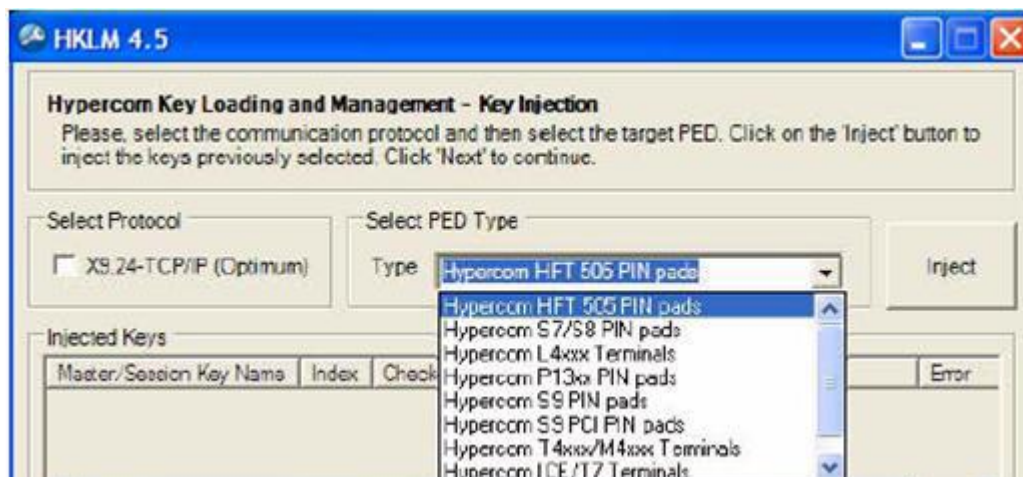 HKLM 4.5
Hypercom Key Loading and Management - Key Injection
Please, select the communication protocol and then select the target PED. Click on the 'Inject' button to
inject the keys previously selected. Click 'Next' to continue.
Select Protocol
X9.24-TCP/IP (Optimum)
Select PED Type
Type
Hypercom HFT 505 PIN pads
Inject
Hypercom HFT 505 PIN pads
Hypercom S7/S8 PIN pads
Hypercom L4xxx Terminals
Hypercom P13xx PIN pads
Hypercom S9 PIN pads
Hypercom S9 PCI PIN pads
Hypercom T4xxx/M4xxx Terminals
Hypercom ICE/T7 Terminals
Injected Keys
Master/Session Key Name
Index
Check
Error